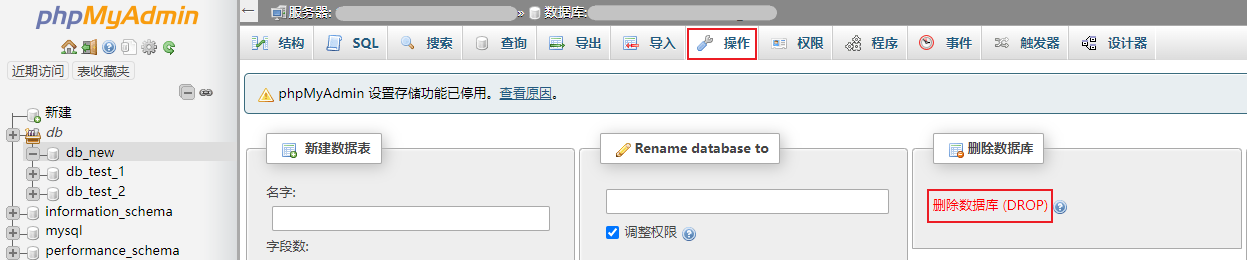 phpMyAdmin
近期访问 表收藏夹
新建
db
db_new
db_test_1
db_test_2
information_schema
mysql
performance_schema
服务器: » 数据库:
结构 SQL 搜索 查询 导出 导入 操作 权限 程序 事件 触发器 设计器
phpMyAdmin 设置存储功能已停用。查看原因。
新建数据表
名字:
字段数:
Rename database to
调整权限
删除数据库
删除数据库 (DROP)